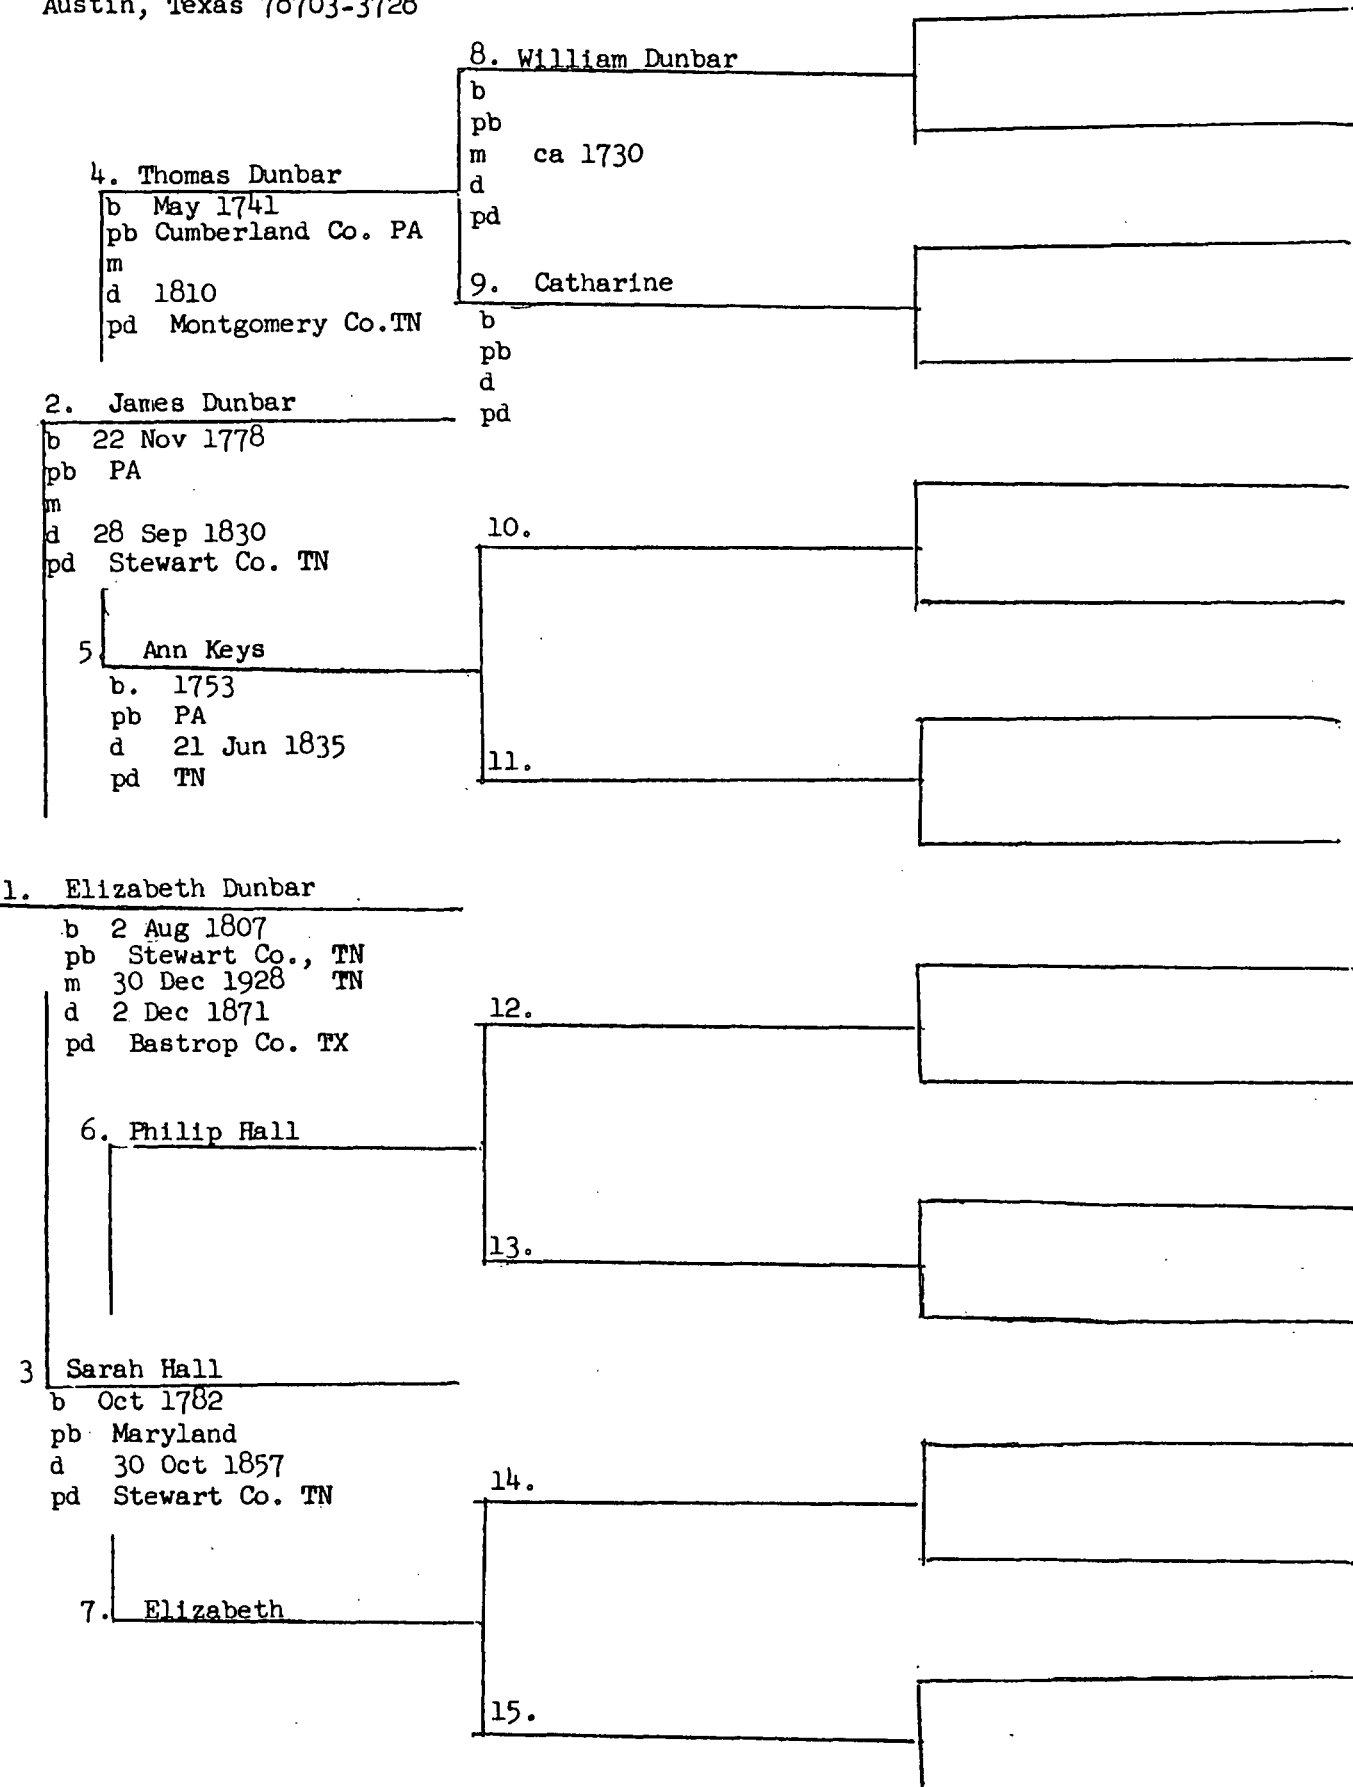 Austin, Texas 78703-3728
8. William Dunbar
b
pb
m ca 1730
d
pd
4. Thomas Dunbar
b May 1741
pb Cumberland Co. PA
m
d 1810
pd Montgomery Co.TN
9. Catharine
b
pb
d
pd
2. James Dunbar
b 22 Nov 1778
pb PA
m
d 28 Sep 1830
pd Stewart Co. TN
10.
5. Ann Keys
b. 1753
pb PA
d 21 Jun 1835
pd TN
11.
1. Elizabeth Dunbar
b 2 Aug 1807
pb Stewart Co., TN
m 30 Dec 1928 TN
d 2 Dec 1871
pd Bastrop Co. TX
12.
6. Philip Hall
13.
3 Sarah Hall
b Oct 1782
pb Maryland
d 30 Oct 1857
pd Stewart Co. TN
14.
7. Elizabeth
15.